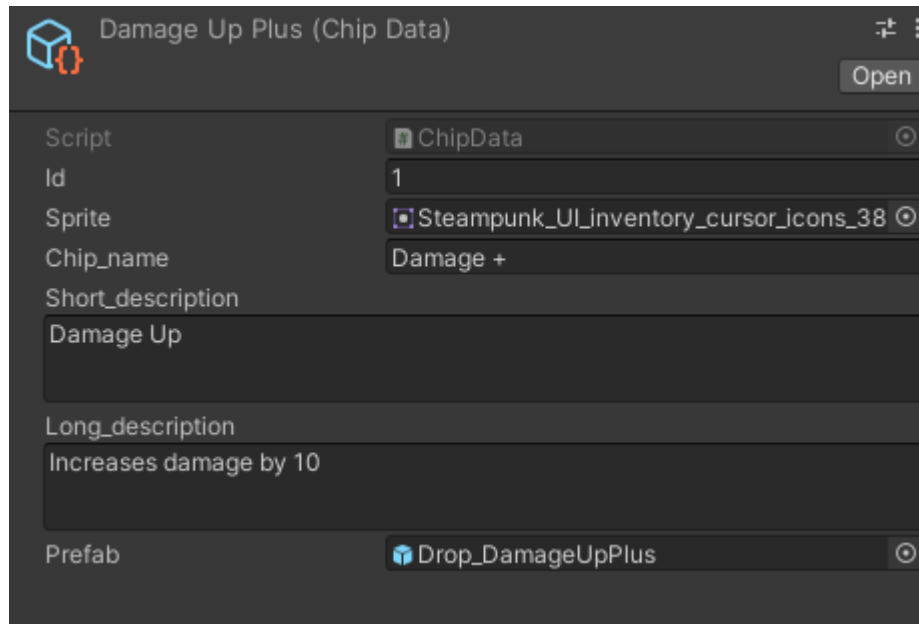 Damage Up Plus (Chip Data)
Open
Script ChipData
Id 1
Sprite Steampunk_UI_inventory_cursor_icons_38
Chip_name Damage +
Short_description
Damage Up
Long_description
Increases damage by 10
Prefab Drop_DamageUpPlus